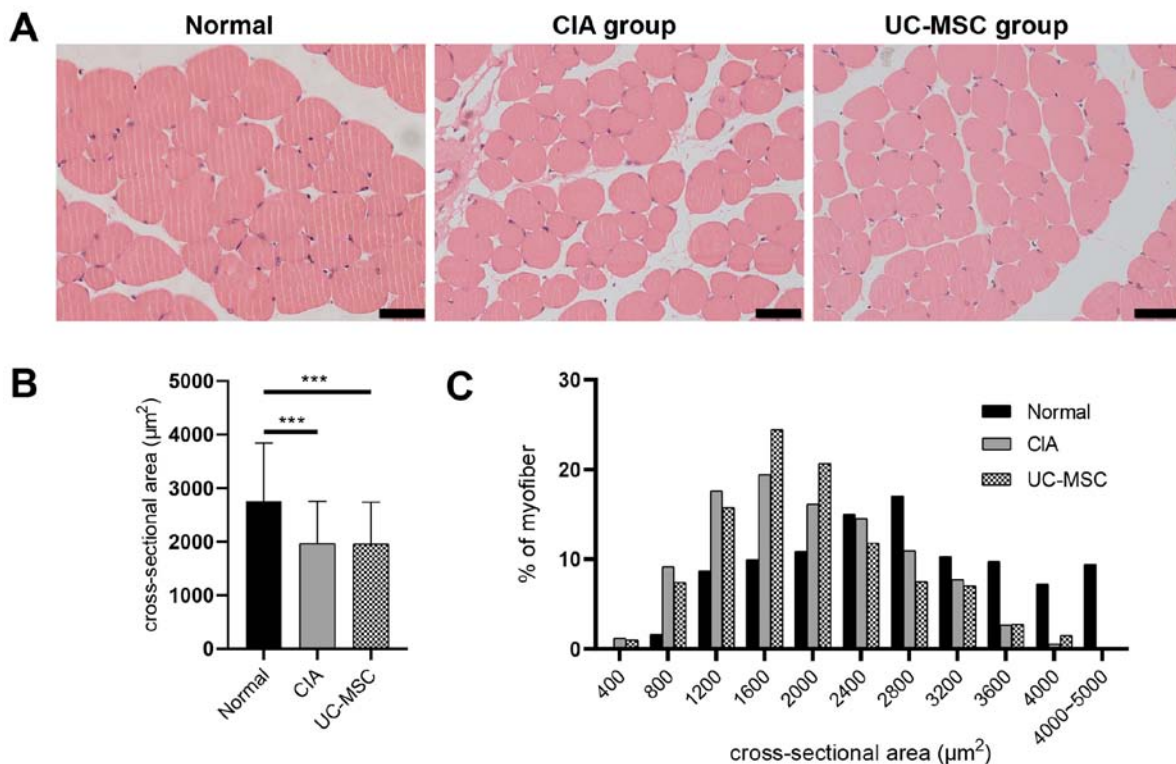 A
Normal
CIA group
UC-MSC group
B
cross-sectional area (µm²)
5000
4000
3000
2000
1000
0
***
***
Normal
CIA
UC-MSC
C
% of myofiber
30
20
10
0
Normal
CIA
UC-MSC
400
800
1200
1600
2000
2400
2800
3200
3600
4000
4000~5000
cross-sectional area (µm²)